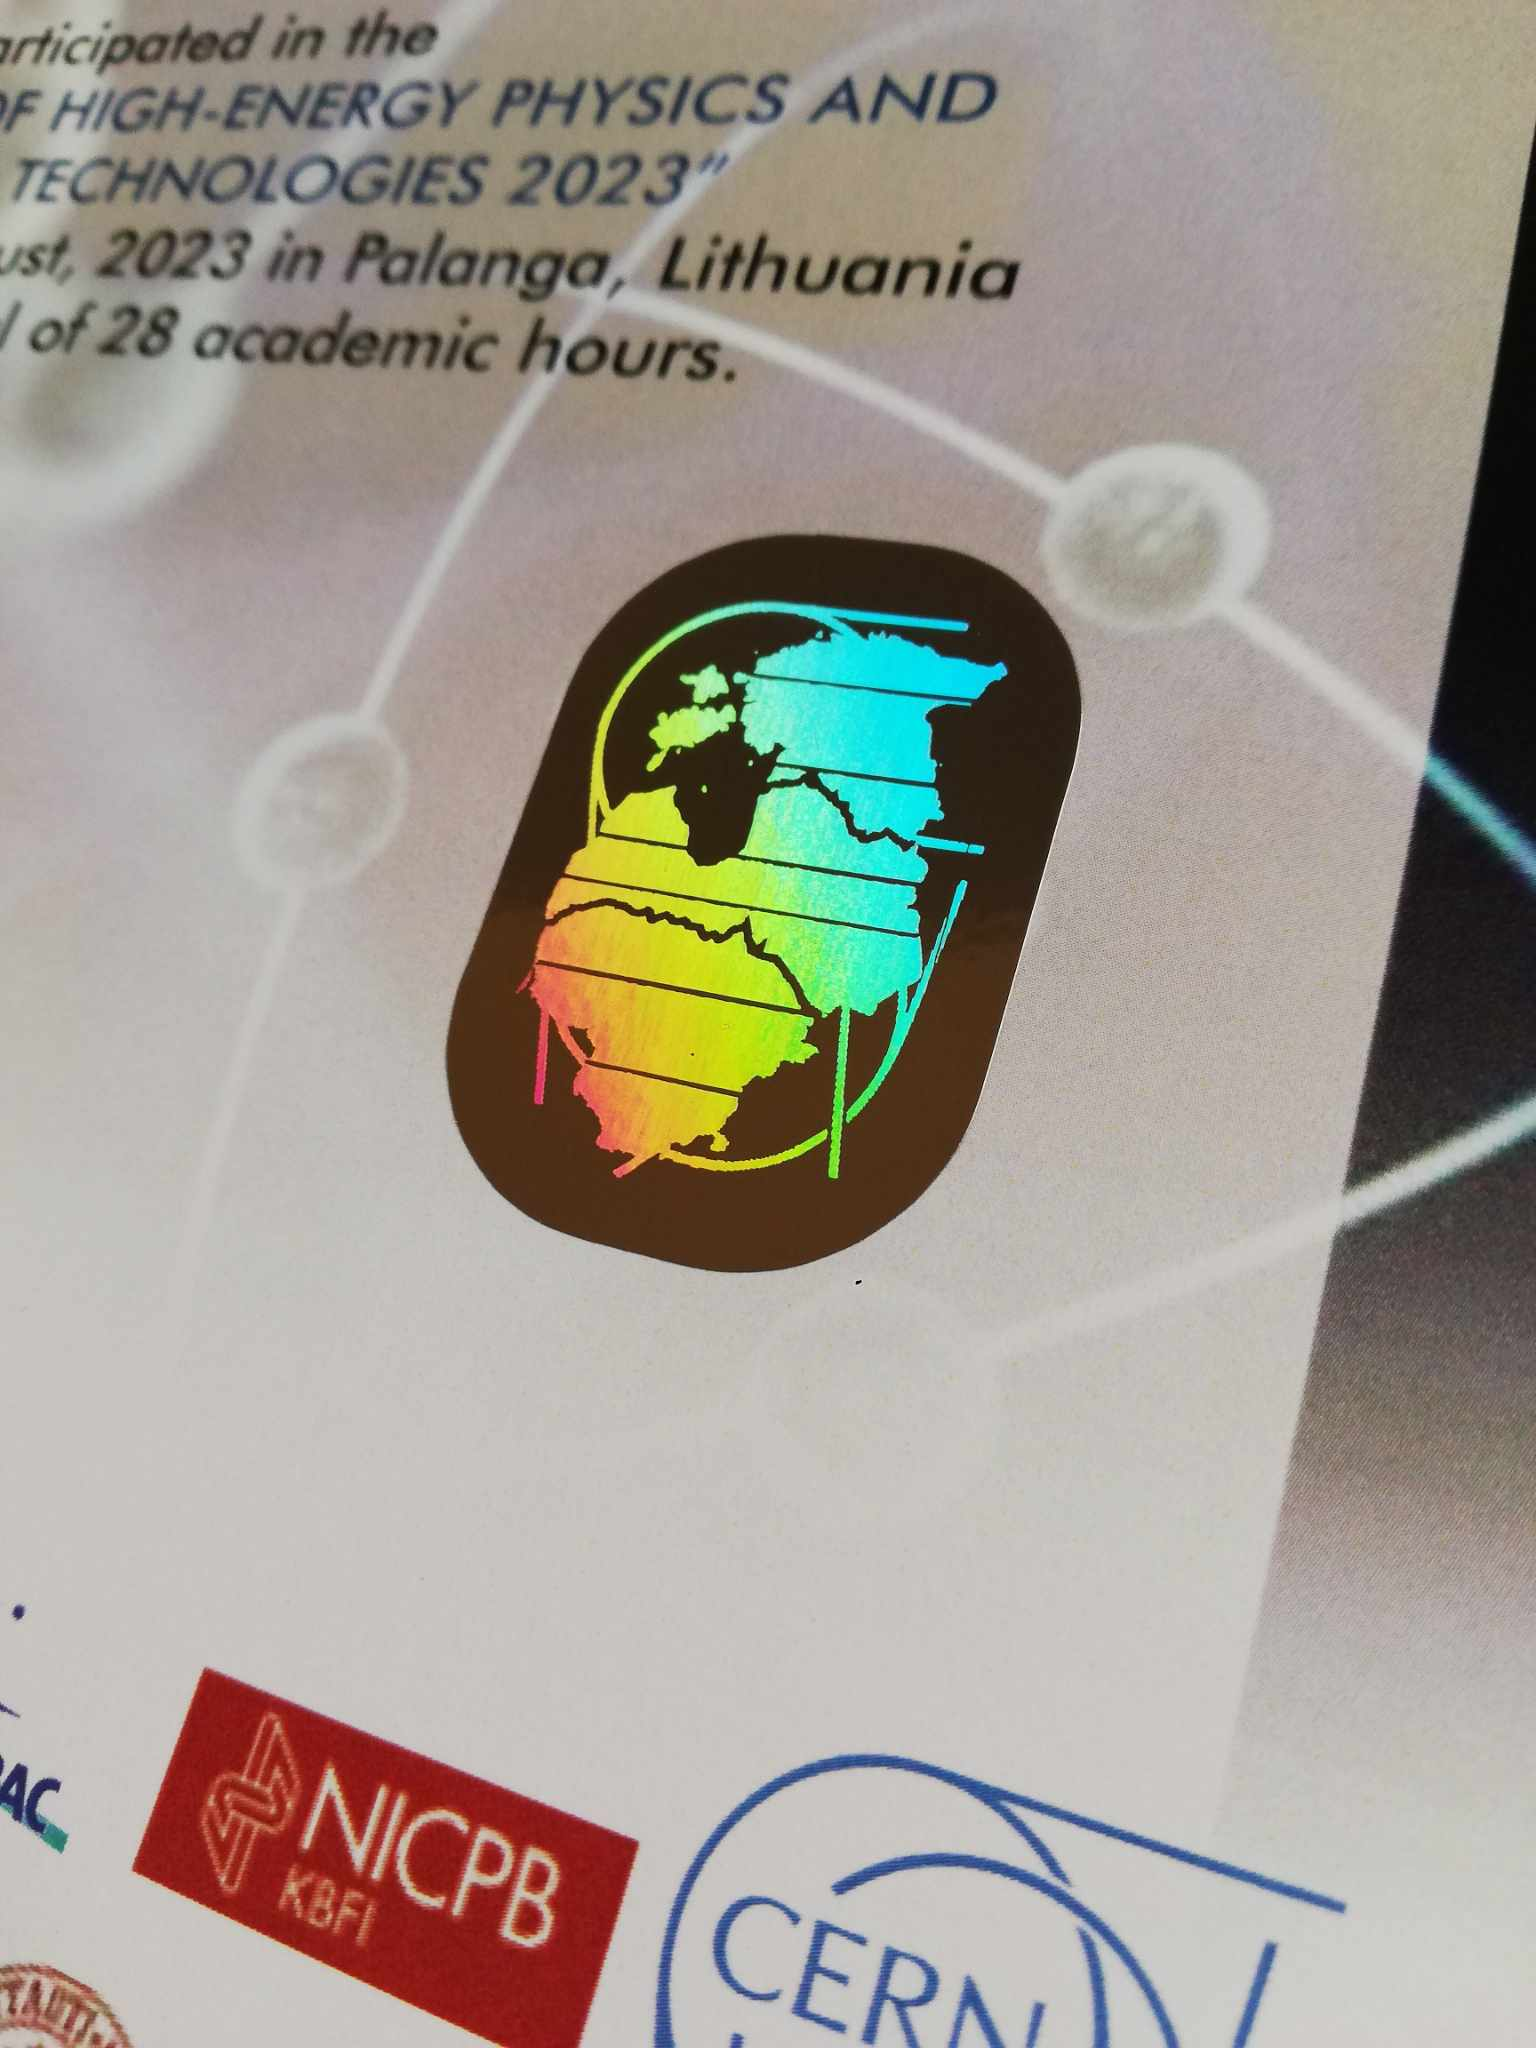 articipated in the
OF HIGH-ENERGY PHYSICS AND
TECHNOLOGIES 2023”
ust, 2023 in Palanga, Lithuania
l of 28 academic hours.
AC
NICPB
KBFI
CERN